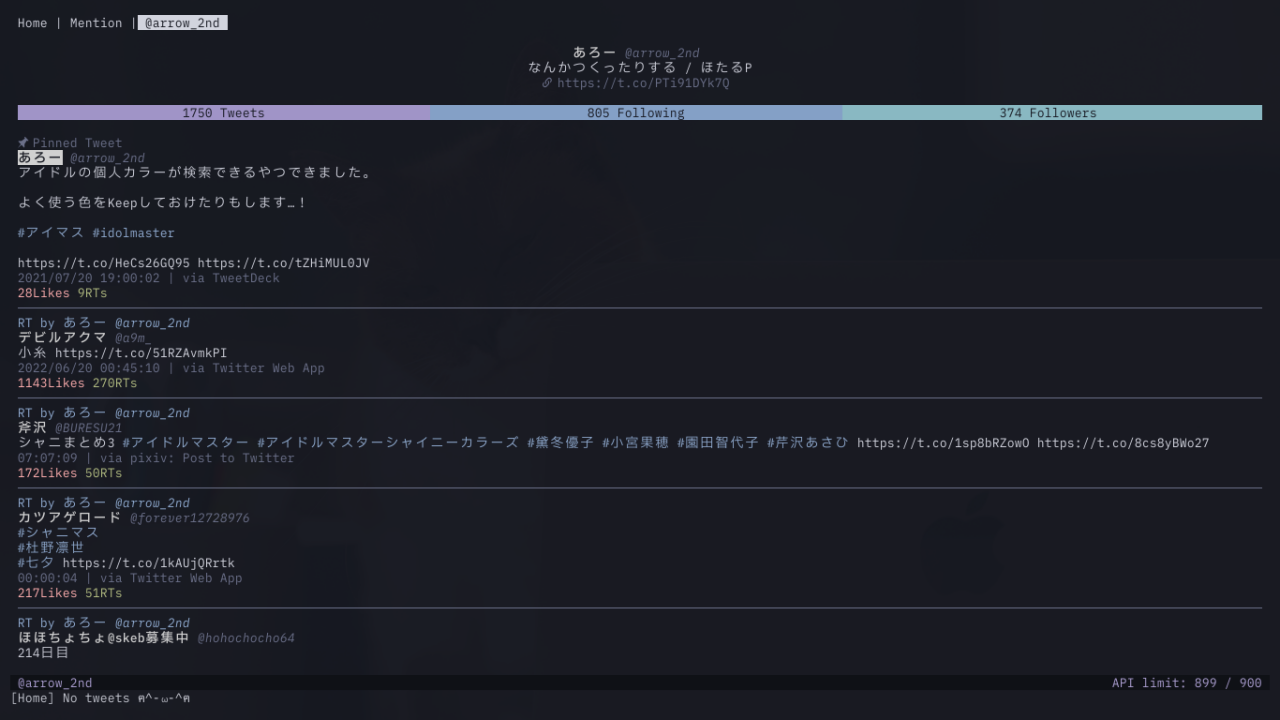 Home | Mention | @arrow_2nd
あろー @arrow_2nd
なんかつくったりする / ほたるP
https://t.co/PTi91DYk7Q
1750 Tweets 805 Following 374 Followers
Pinned Tweet
あろー @arrow_2nd
アイドルの個人カラーが検索できるやつできました。
よく使う色をKeepしておけたりもします…！
#アイマス #idolmaster
https://t.co/HeCs26GQ95 https://t.co/tZHiMUL0JV
2021/07/20 19:00:02 | via TweetDeck
28Likes 9RTs
RT by あろー @arrow_2nd
デビルアクマ @a9m_
小糸 https://t.co/51RZAvmkPI
2022/06/20 00:45:10 | via Twitter Web App
1143Likes 270RTs
RT by あろー @arrow_2nd
斧沢 @BURESU21
シャニまとめ3 #アイドルマスター #アイドルマスターシャイニーカラーズ #黛冬優子 #小宮果穂 #園田智代子 #芹沢あさひ https://t.co/1sp8bRZowO https://t.co/8cs8yBWo27
07:07:09 | via pixiv: Post to Twitter
172Likes 50RTs
RT by あろー @arrow_2nd
カツアゲロード @forever12728976
#シャニマス
#杜野凛世
#七夕 https://t.co/1kAUjQRrtk
00:00:04 | via Twitter Web App
217Likes 51RTs
RT by あろー @arrow_2nd
ほほちょちょ@skeb募集中 @hohochocho64
214日目
@arrow_2nd API limit: 899 / 900
[Home] No tweets ฅ^-ω-^ฅ